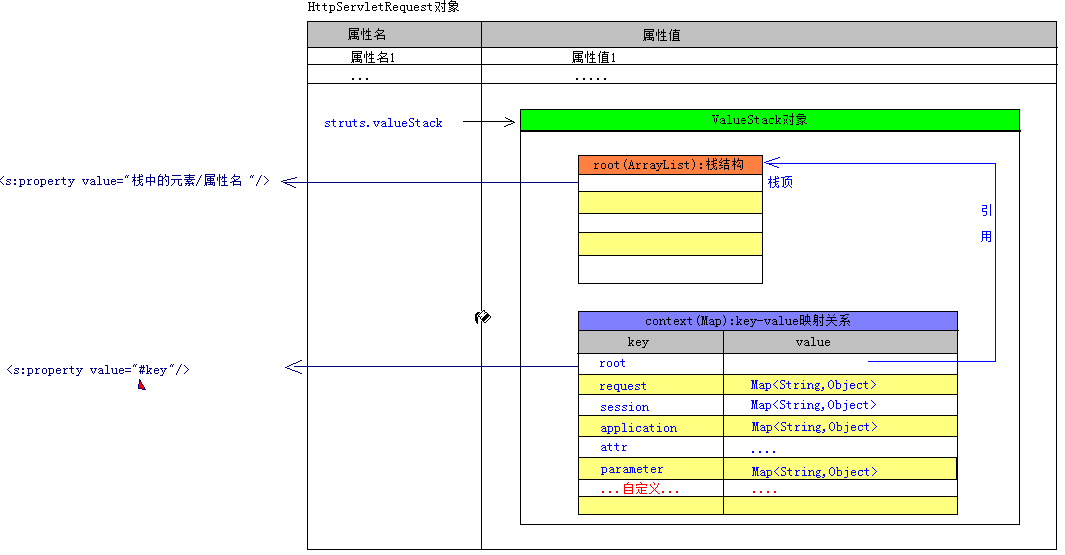 HttpServletRequest对象
属性名 属性值
属性名1 属性值1
... .....
struts.valueStack
ValueStack对象
root(ArrayList):栈结构
<s:property value="栈中的元素/属性名 "/>
栈顶
引
用
context(Map):key-value映射关系
key value
<s:property value="#key"/>
root
request Map<String,Object>
session Map<String,Object>
application Map<String,Object>
attr ....
parameter Map<String,Object>
...自定义... ....